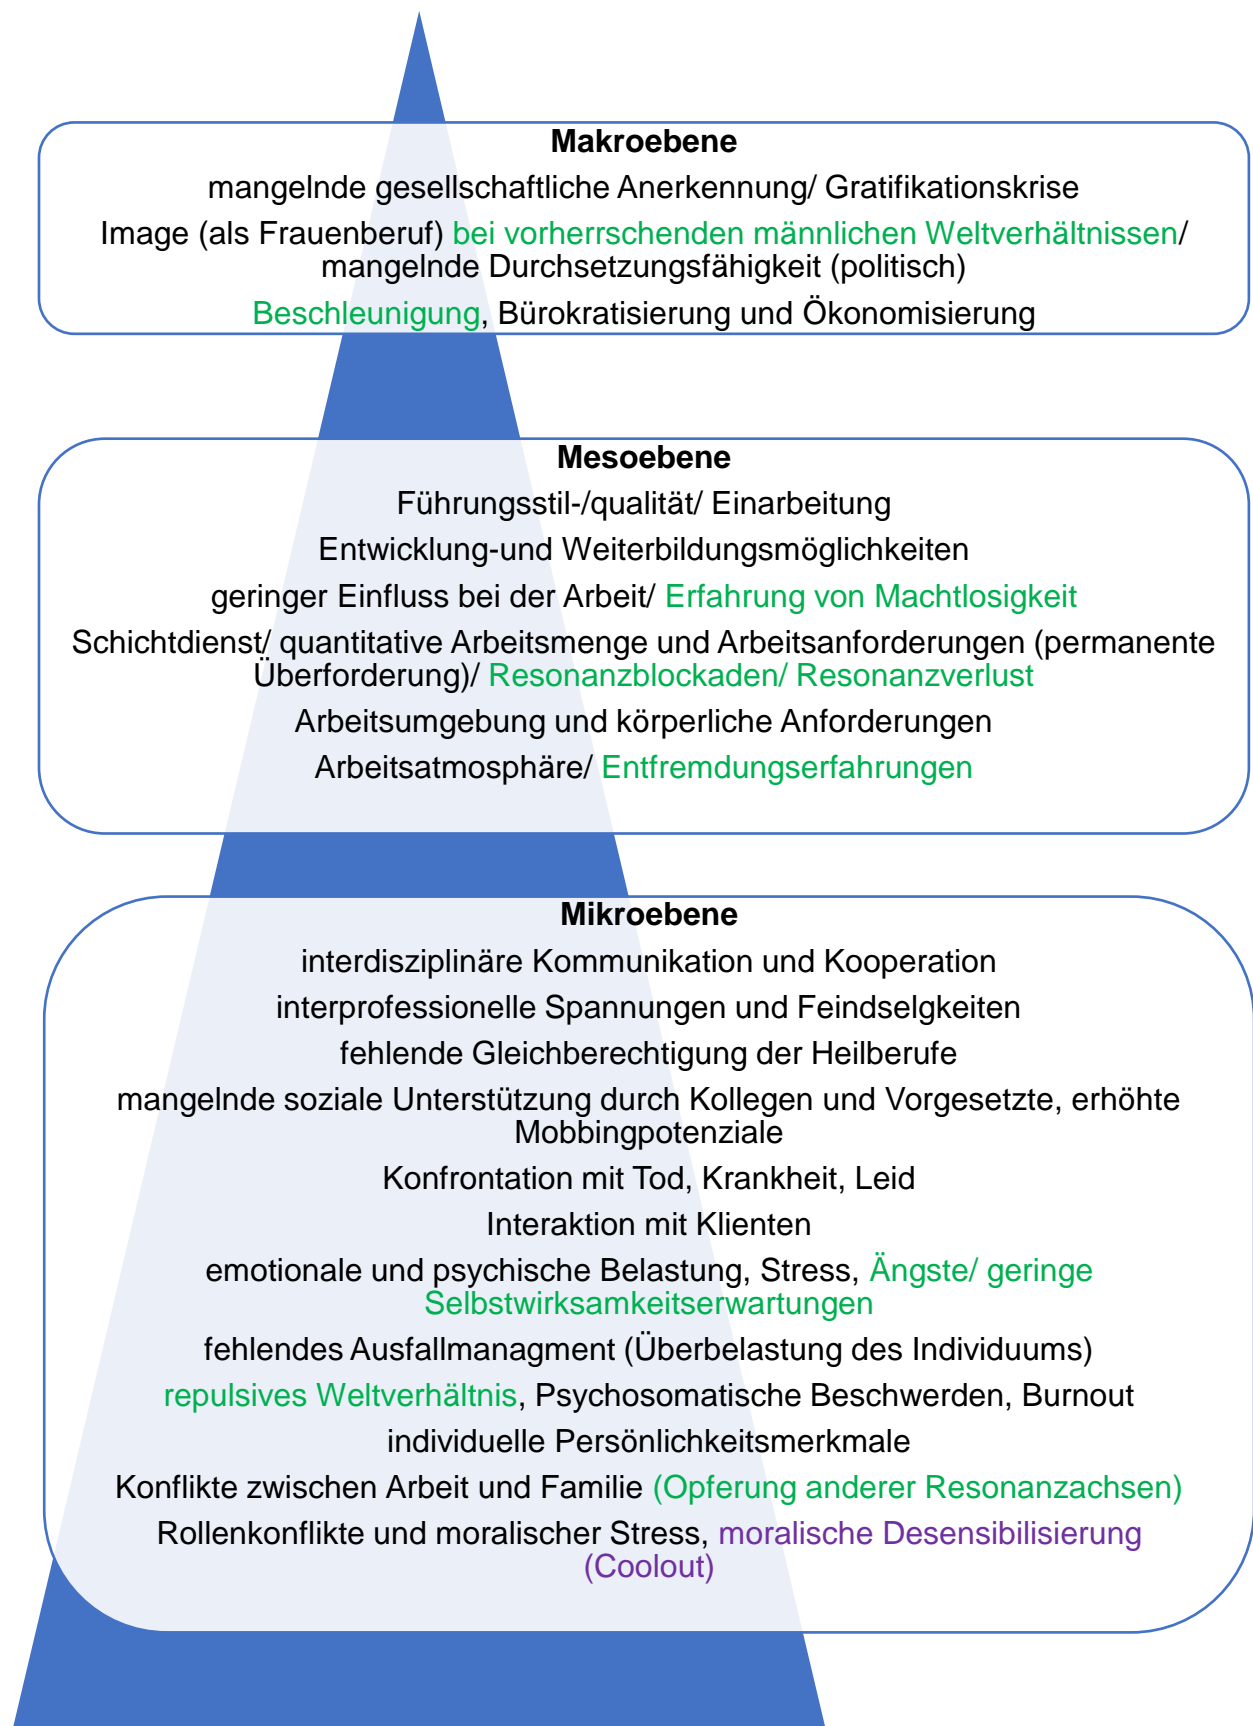 Makroebene
mangelnde gesellschaftliche Anerkennung/ Gratifikationskrise
Image (als Frauenberuf) bei vorherrschenden männlichen Weltverhältnissen/
mangelnde Durchsetzungsfähigkeit (politisch)
Beschleunigung, Bürokratisierung und Ökonomisierung
Mesoebene
Führungsstil-/qualität/ Einarbeitung
Entwicklung-und Weiterbildungsmöglichkeiten
geringer Einfluss bei der Arbeit/ Erfahrung von Machtlosigkeit
Schichtdienst/ quantitative Arbeitsmenge und Arbeitsanforderungen (permanente
Überforderung)/ Resonanzblockaden/ Resonanzverlust
Arbeitsumgebung und körperliche Anforderungen
Arbeitsatmosphäre/ Entfremdungserfahrungen
Mikroebene
interdisziplinäre Kommunikation und Kooperation
interprofessionelle Spannungen und Feindselgkeiten
fehlende Gleichberechtigung der Heilberufe
mangelnde soziale Unterstützung durch Kollegen und Vorgesetzte, erhöhte
Mobbingpotenziale
Konfrontation mit Tod, Krankheit, Leid
Interaktion mit Klienten
emotionale und psychische Belastung, Stress, Ängste/ geringe
Selbstwirksamkeitserwartungen
fehlendes Ausfallmanagment (Überbelastung des Individuums)
repulsives Weltverhältnis, Psychosomatische Beschwerden, Burnout
individuelle Persönlichkeitsmerkmale
Konflikte zwischen Arbeit und Familie (Opferung anderer Resonanzachsen)
Rollenkonflikte und moralischer Stress, moralische Desensibilisierung
(Coolout)